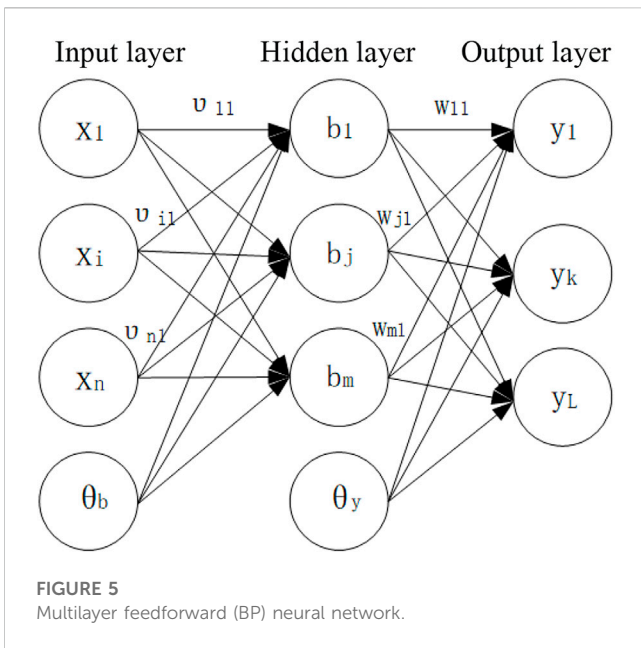 Input layer Hidden layer Output layer
x1 υ 11 b1 w11 y1
xi υ i1 bj wj1 yk
xn υ n1 bm wm1 yL
θb θy
FIGURE 5
Multilayer feedforward (BP) neural network.